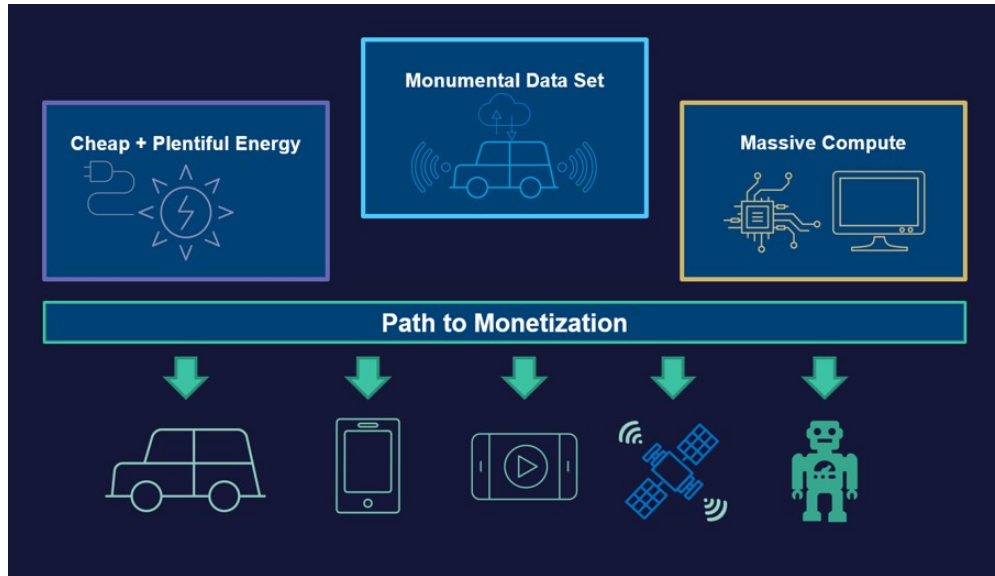 Monumental Data Set
Cheap + Plentiful Energy
Massive Compute
Path to Monetization